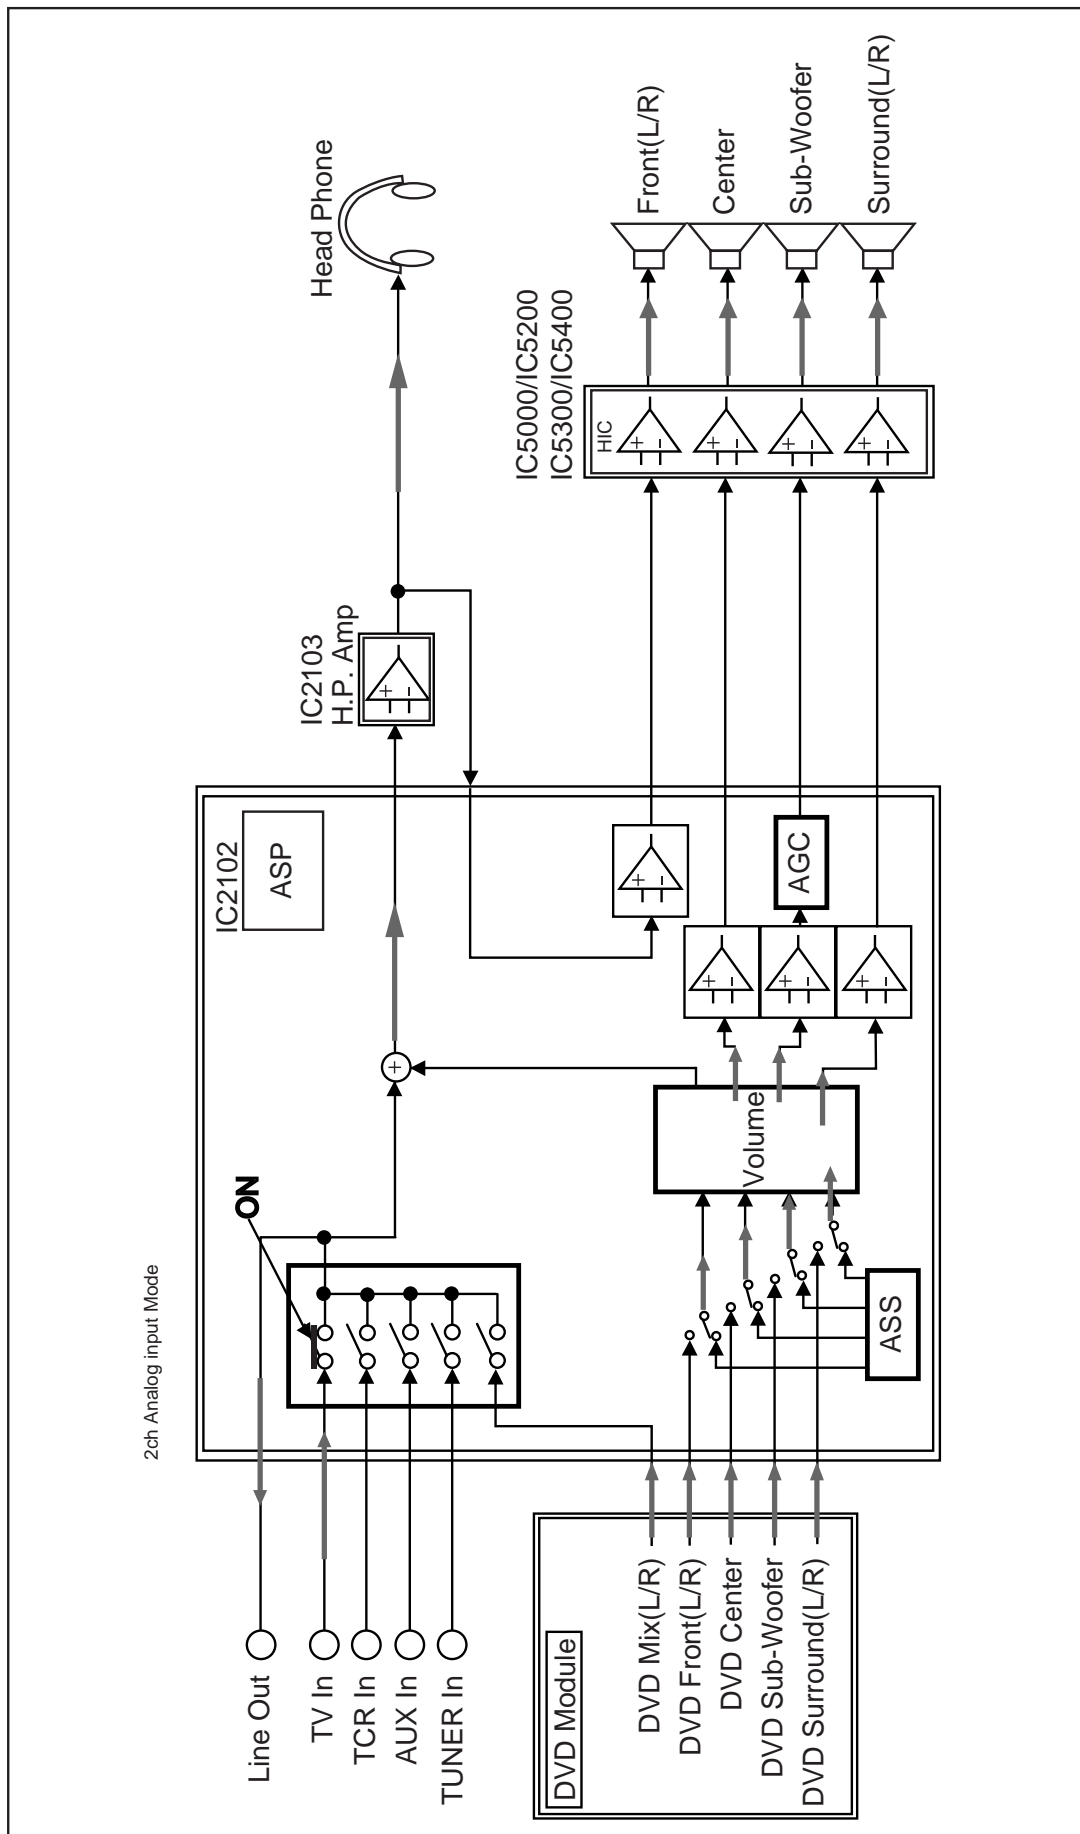 2ch Analog input Mode
Line Out
TV In
TCR In
AUX In
TUNER In
DVD Module
DVD Mix(L/R)
DVD Front(L/R)
DVD Center
DVD Sub-Woofer
DVD Surround(L/R)
ON
IC2102
ASP
ASS
Volume
AGC
IC2103
H.P. Amp
Head Phone
IC5000/IC5200
IC5300/IC5400
HIC
Front(L/R)
Center
Sub-Woofer
Surround(L/R)